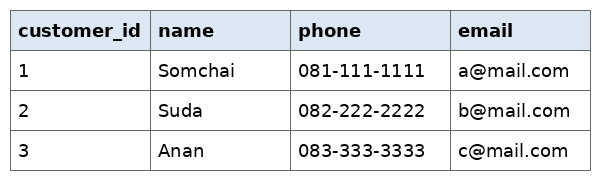 customer_id name phone email
1 Somchai 081-111-1111 a@mail.com
2 Suda 082-222-2222 b@mail.com
3 Anan 083-333-3333 c@mail.com